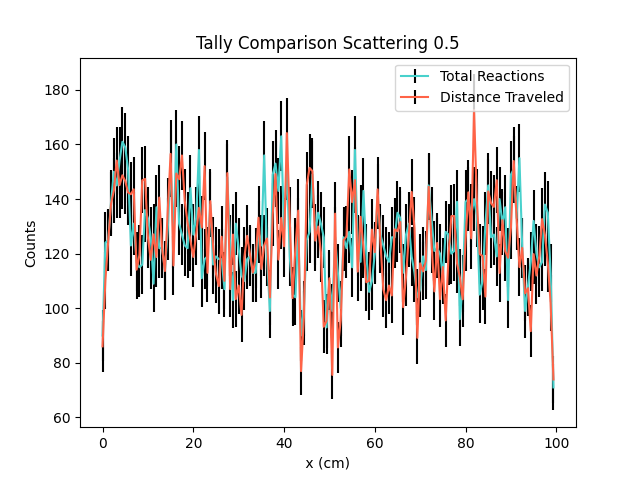 Tally Comparison Scattering 0.5
Total Reactions
Distance Traveled
Counts
180
160
140
120
100
80
60
0 20 40 60 80 100
x (cm)